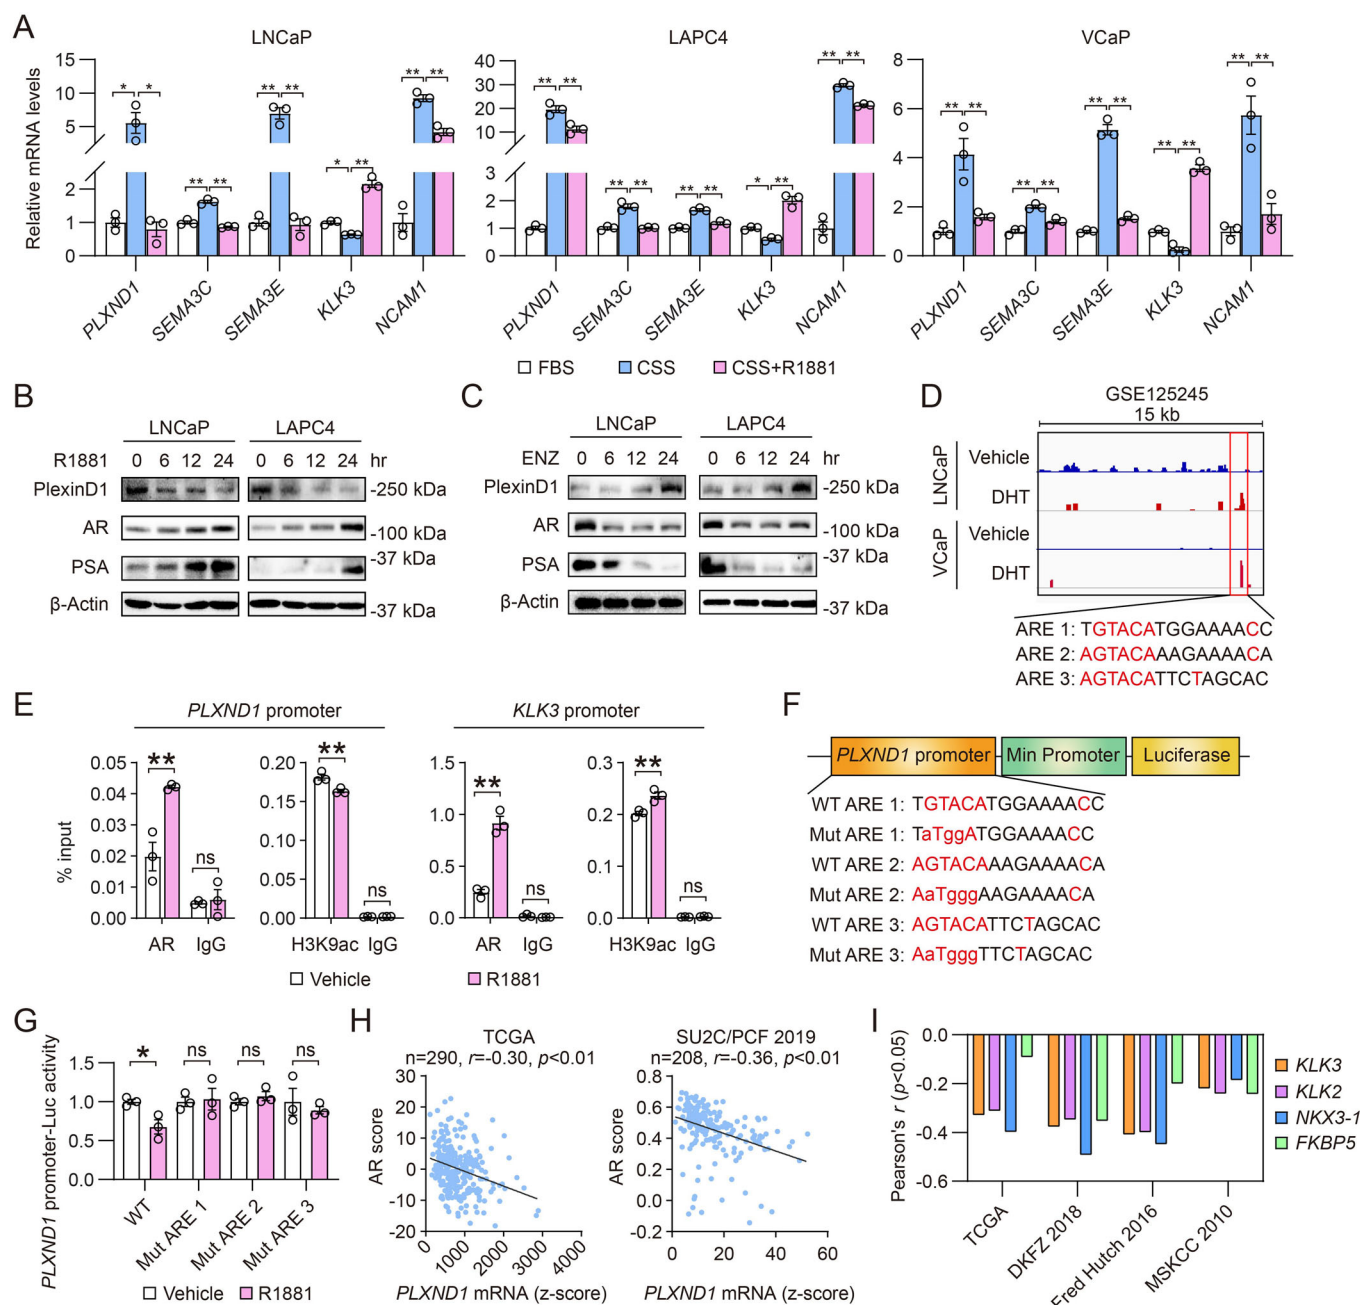 A
LNCaP
LAPC4
VCaP
Relative mRNA levels
15
10
5
2
1
0
40
30
20
10
3
2
1
0
8
6
4
2
0
* *
** **
** **
* **
** **
** **
** **
** **
* **
** **
** **
** **
** **
** **
** **
PLXND1 SEMA3C SEMA3E KLK3 NCAM1
PLXND1 SEMA3C SEMA3E KLK3 NCAM1
PLXND1 SEMA3C SEMA3E KLK3 NCAM1
FBS CSS CSS+R1881
B
LNCaP LAPC4
R1881 0 6 12 24 0 6 12 24 hr
PlexinD1 -250 kDa
AR -100 kDa
PSA -37 kDa
β-Actin -37 kDa
C
LNCaP LAPC4
ENZ 0 6 12 24 0 6 12 24 hr
PlexinD1 -250 kDa
AR -100 kDa
PSA -37 kDa
β-Actin -37 kDa
D
GSE125245
15 kb
LNCaP
Vehicle
DHT
VCaP
Vehicle
DHT
ARE 1: TGTACATGGAAAACC
ARE 2: AGTACAAAGAAAACA
ARE 3: AGTACATTCTAGCAC
E
PLXND1 promoter
KLK3 promoter
% input
0.05
0.04
0.03
0.02
0.01
0.00
** ns
AR IgG
0.20
0.15
0.10
0.05
0.00
** ns
H3K9ac IgG
1.5
1.0
0.5
0.0
** ns
AR IgG
0.3
0.2
0.1
0.0
** ns
H3K9ac IgG
Vehicle R1881
F
PLXND1 promoter Min Promoter Luciferase
WT ARE 1: TGTACATGGAAAACC
Mut ARE 1: TaTggATGGAAAACC
WT ARE 2: AGTACAAAGAAAACA
Mut ARE 2: AaTgggAAGAAAACA
WT ARE 3: AGTACATTCTAGCAC
Mut ARE 3: AaTgggTTCTAGCAC
G
PLXND1 promoter-Luc activity
1.5
1.0
0.5
0.0
* ns ns ns
WT Mut ARE 1 Mut ARE 2 Mut ARE 3
Vehicle R1881
H
TCGA
n=290, r=-0.30, p<0.01
AR score
30
20
10
0
-10
-20
0 1000 2000 3000 4000
PLXND1 mRNA (z-score)
SU2C/PCF 2019
n=208, r=-0.36, p<0.01
AR score
0.8
0.6
0.4
0.2
0.0
-0.2
0 20 40 60
PLXND1 mRNA (z-score)
I
Pearson's r (p<0.05)
0.0
-0.2
-0.4
-0.6
TCGA DKFZ 2018 Fred Hutch 2016 MSKCC 2010
KLK3
KLK2
NKX3-1
FKBP5